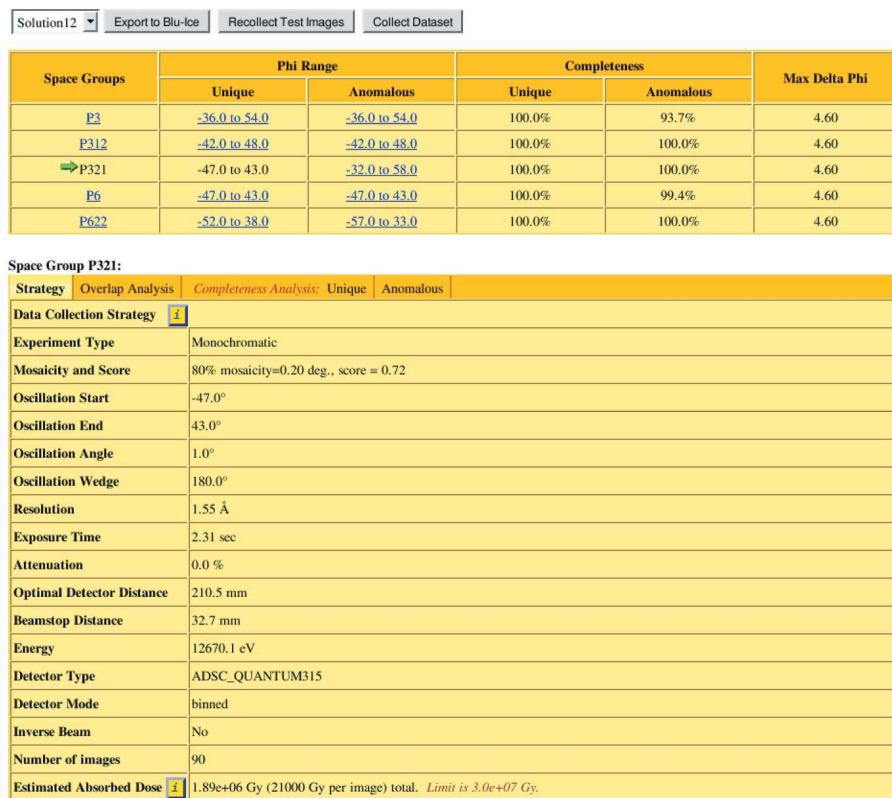 Solution12 Export to Blu-Ice Recollect Test Images Collect Dataset
Space Groups Phi Range Completeness Max Delta Phi
Unique Anomalous Unique Anomalous
P3 -36.0 to 54.0 -36.0 to 54.0 100.0% 93.7% 4.60
P312 -42.0 to 48.0 -42.0 to 48.0 100.0% 100.0% 4.60
P321 -47.0 to 43.0 -32.0 to 58.0 100.0% 100.0% 4.60
P6 -47.0 to 43.0 -47.0 to 43.0 100.0% 99.4% 4.60
P622 -52.0 to 38.0 -57.0 to 33.0 100.0% 100.0% 4.60
Space Group P321:
Strategy Overlap Analysis Completeness Analysis: Unique Anomalous
Data Collection Strategy i
Experiment Type Monochromatic
Mosaicity and Score 80% mosaicity=0.20 deg., score = 0.72
Oscillation Start -47.0°
Oscillation End 43.0°
Oscillation Angle 1.0°
Oscillation Wedge 180.0°
Resolution 1.55 Å
Exposure Time 2.31 sec
Attenuation 0.0 %
Optimal Detector Distance 210.5 mm
Beamstop Distance 32.7 mm
Energy 12670.1 eV
Detector Type ADSC_QUANTUM315
Detector Mode binned
Inverse Beam No
Number of images 90
Estimated Absorbed Dose i 1.89e+06 Gy (21000 Gy per image) total. Limit is 3.0e+07 Gy.